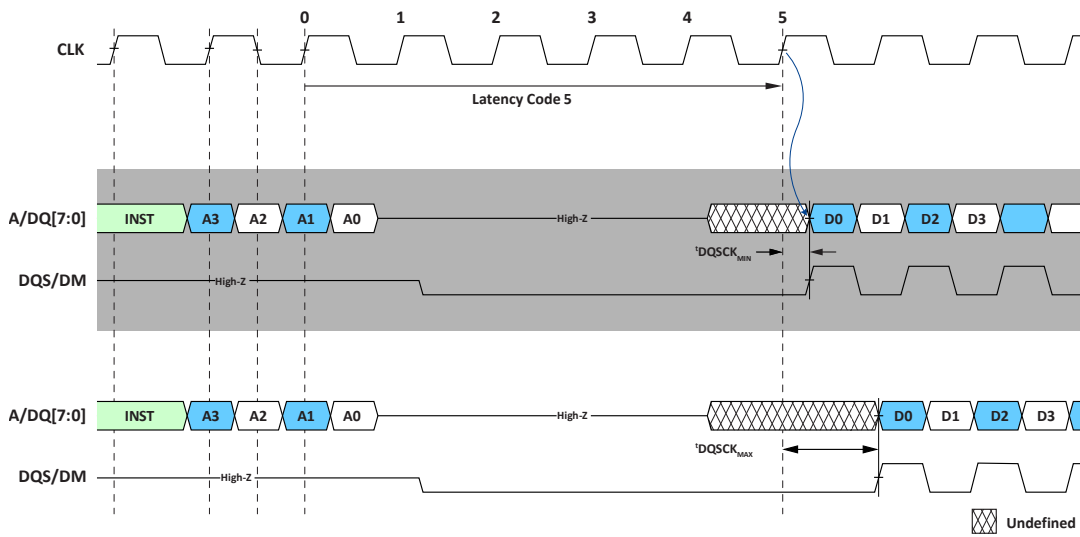 0 1 2 3 4 5
CLK
Latency Code 5
A/DQ[7:0] INST A3 A2 A1 A0 High-Z D0 D1 D2 D3
tDQSCKMIN
DQS/DM High-Z
A/DQ[7:0] INST A3 A2 A1 A0 High-Z D0 D1 D2 D3
tDQSCKMAX
DQS/DM High-Z
Undefined